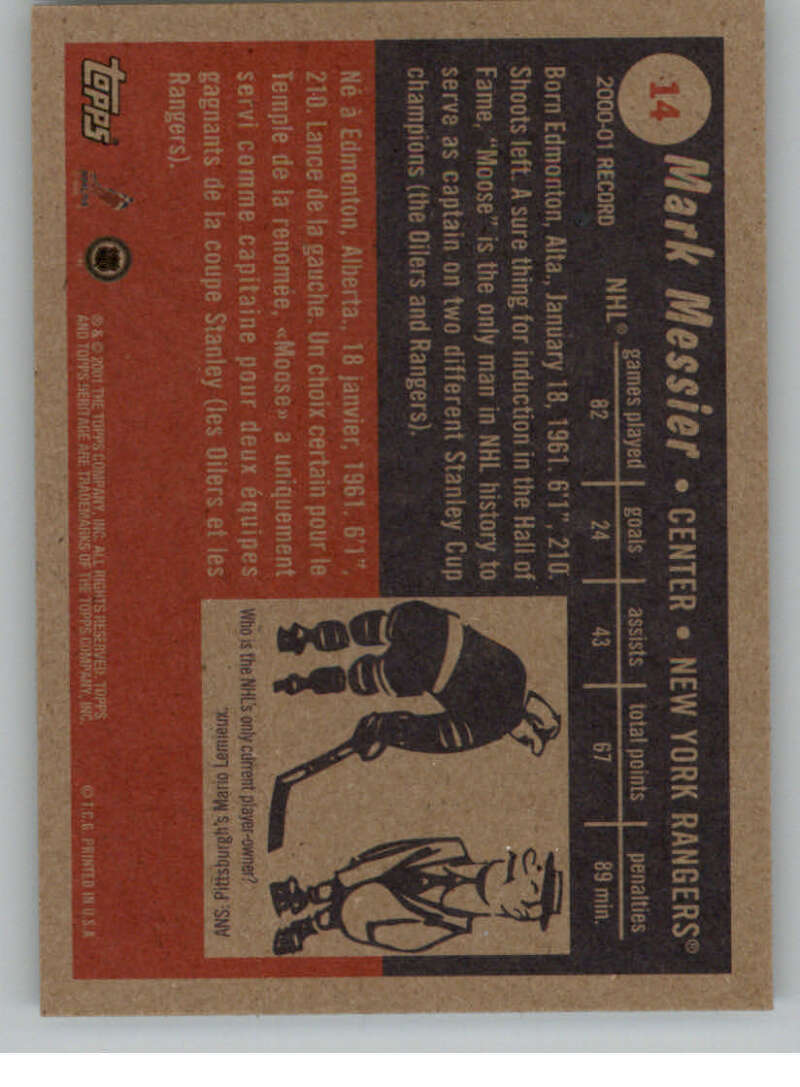 14
Mark Messier • CENTER • NEW YORK RANGERS®
2000-01 RECORD
games played goals assists total points penalties
NHL® 82 24 43 67 89 min.
Born Edmonton, Alta., January 18, 1961. 6'1", 210.
Shoots left. A sure thing for induction in the Hall of
Fame, "Moose" is the only man in NHL history to
serve as captain on two different Stanley Cup
champions (the Oilers and Rangers).
Né à Edmonton, Alberta., 18 janvier, 1961. 6'1",
210. Lance de la gauche. Un choix certain pour le
Temple de la renomée, «Moose» a uniquement
servi comme capitaine pour deux équipes
gagnants de la coupe Stanley (les Oilers et les
Rangers).
Who is the NHL's only current player-owner?
ANS: Pittsburgh's Mario Lemieux.
TOPPS
® & © 2001 THE TOPPS COMPANY, INC. ALL RIGHTS RESERVED. TOPPS
AND TOPPS HERITAGE ARE TRADEMARKS OF THE TOPPS COMPANY, INC.
© T.C.G. PRINTED IN U.S.A